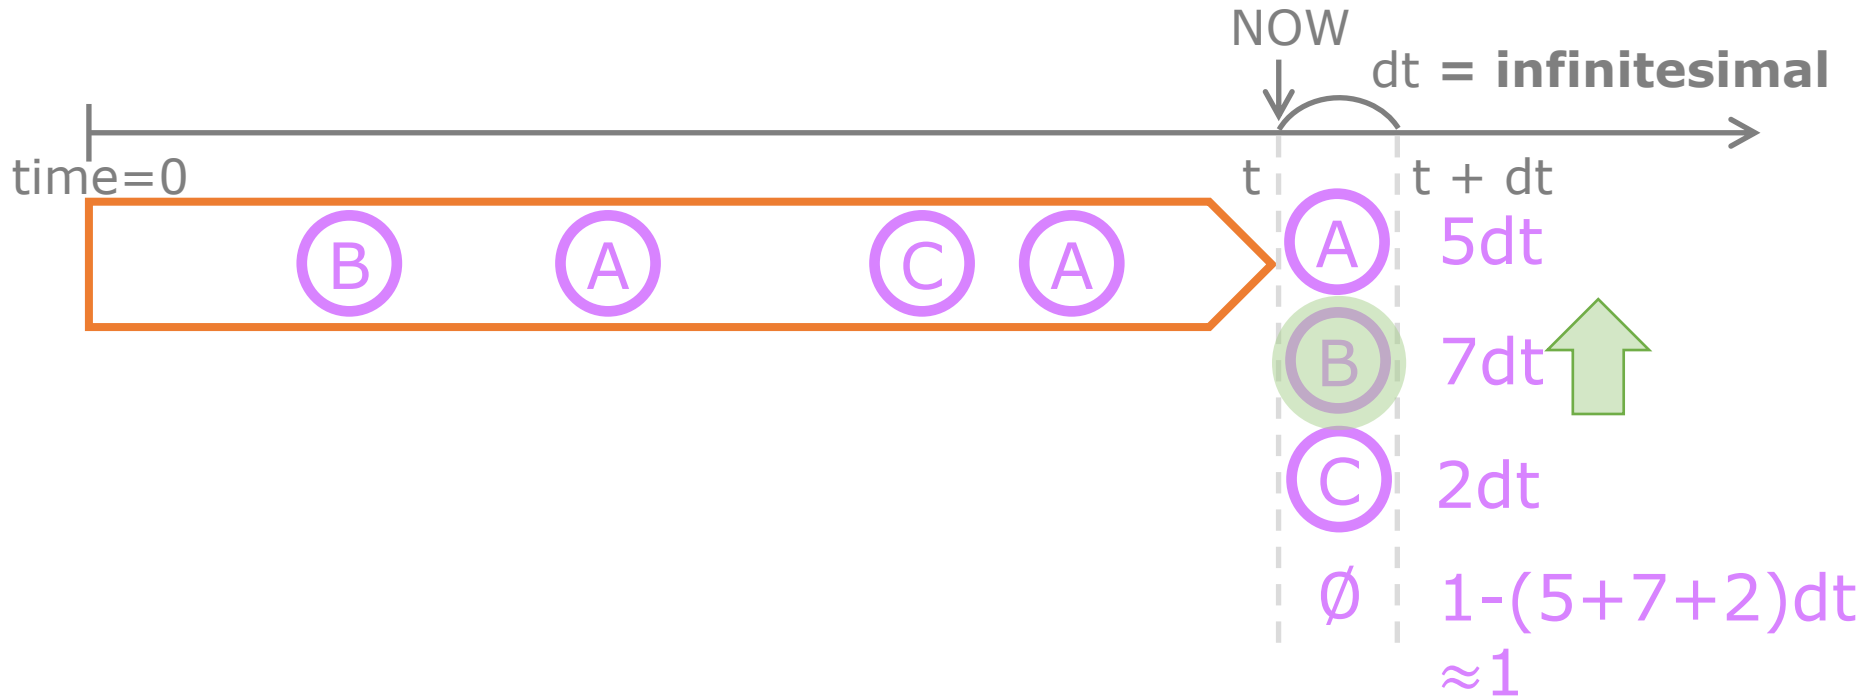 NOW
dt = infinitesimal
time=0
t
t + dt
B
A
C
A
A 5dt
B 7dt
C 2dt
Ø 1-(5+7+2)dt
≈1